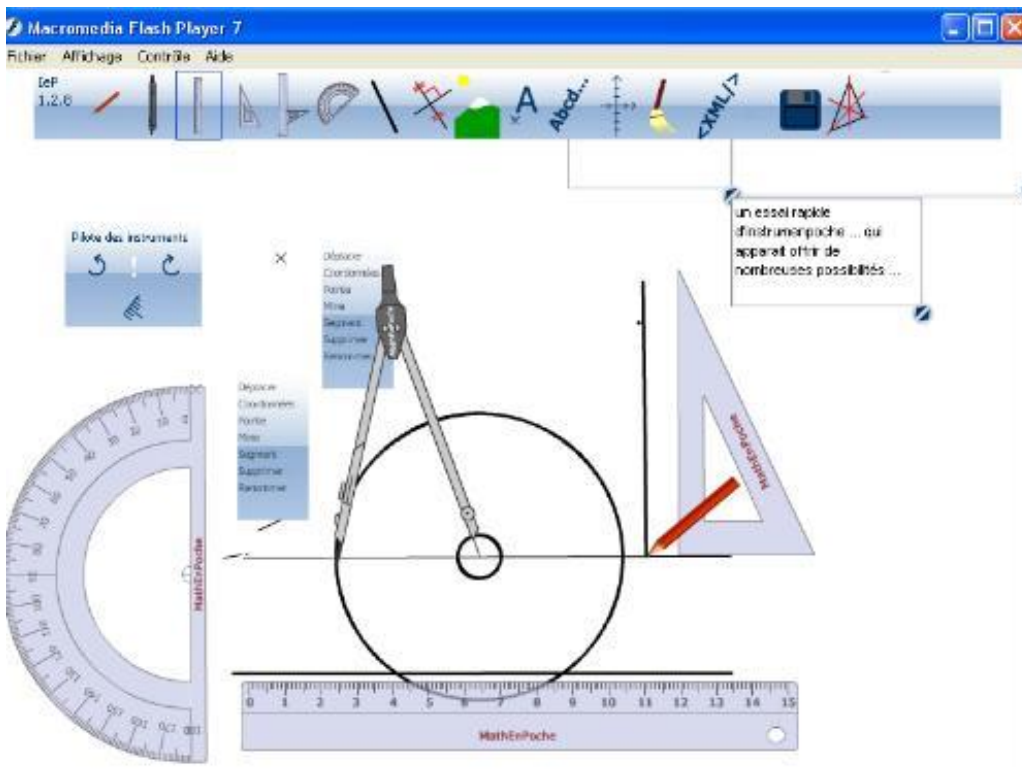 Macromedia Flash Player 7
Fichier Affichage Contrôle Aide
IeP
1.2.6
A
Abcd...
<XML/>
un essai rapide
d'instrumenpoche ... qui
apparait offrir de
nombreuses possibilités ...
Pilote des instruments
Déplacer
Coordonnées
Pointe
Mine
Segment
Supprimer
Renommer
Déplacer
Coordonnées
Pointe
Mine
Segment
Supprimer
Renommer
MathEnPoche
MathEnPoche
0 1 2 3 4 5 6 7 8 9 10 11 12 13 14 15
MathEnPoche